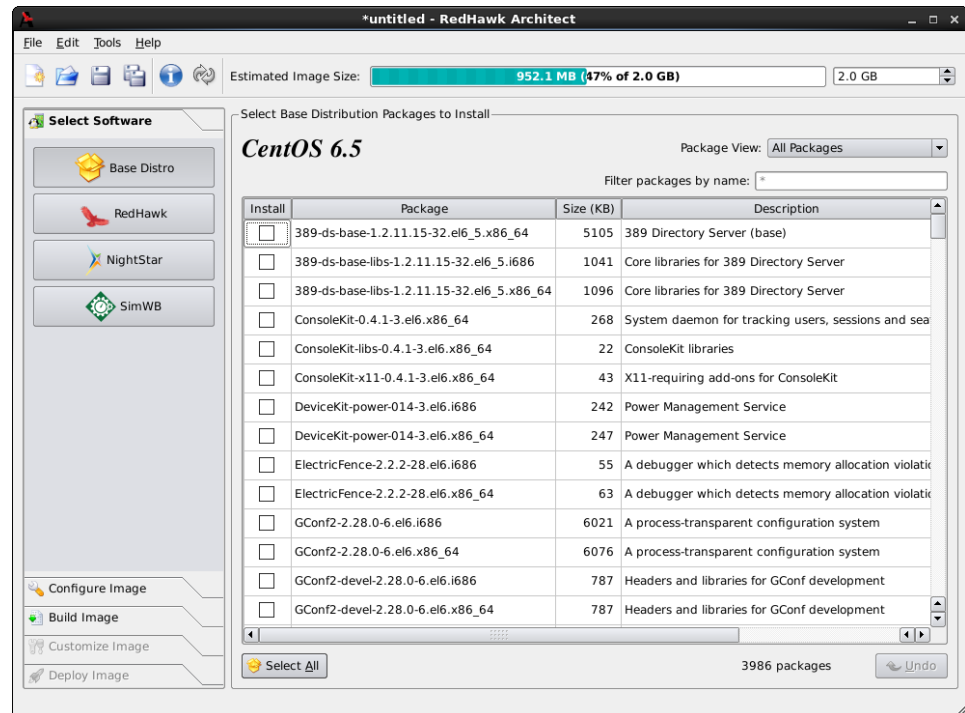 *untitled - RedHawk Architect
File Edit Tools Help
Estimated Image Size: 952.1 MB (47% of 2.0 GB) 2.0 GB
Select Software
Base Distro
RedHawk
NightStar
SimWB
Configure Image
Build Image
Customize Image
Deploy Image
Select Base Distribution Packages to Install
CentOS 6.5
Package View: All Packages
Filter packages by name: *
Install Package Size (KB) Description
389-ds-base-1.2.11.15-32.el6_5.x86_64 5105 389 Directory Server (base)
389-ds-base-libs-1.2.11.15-32.el6_5.i686 1041 Core libraries for 389 Directory Server
389-ds-base-libs-1.2.11.15-32.el6_5.x86_64 1096 Core libraries for 389 Directory Server
ConsoleKit-0.4.1-3.el6.x86_64 268 System daemon for tracking users, sessions and sea
ConsoleKit-libs-0.4.1-3.el6.x86_64 22 ConsoleKit libraries
ConsoleKit-x11-0.4.1-3.el6.x86_64 43 X11-requiring add-ons for ConsoleKit
DeviceKit-power-014-3.el6.i686 242 Power Management Service
DeviceKit-power-014-3.el6.x86_64 247 Power Management Service
ElectricFence-2.2.2-28.el6.i686 55 A debugger which detects memory allocation violatio
ElectricFence-2.2.2-28.el6.x86_64 63 A debugger which detects memory allocation violatio
GConf2-2.28.0-6.el6.i686 6021 A process-transparent configuration system
GConf2-2.28.0-6.el6.x86_64 6076 A process-transparent configuration system
GConf2-devel-2.28.0-6.el6.i686 787 Headers and libraries for GConf development
GConf2-devel-2.28.0-6.el6.x86_64 787 Headers and libraries for GConf development
Select All 3986 packages Undo